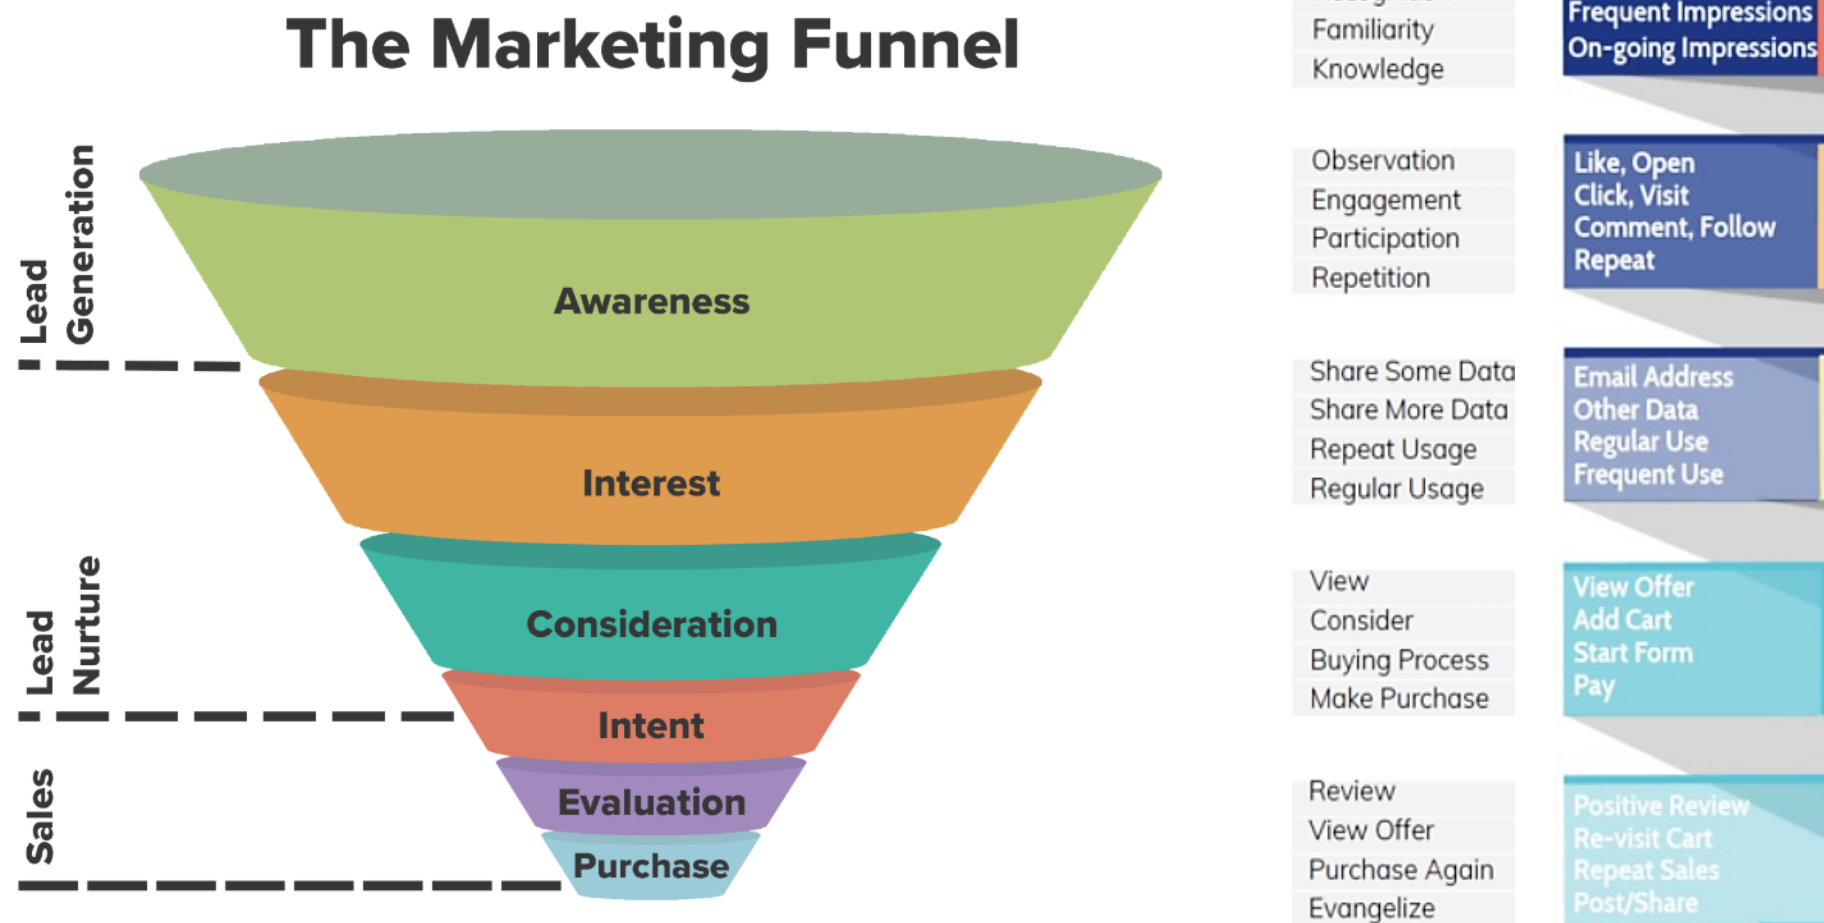 The Marketing Funnel
Lead
Generation
Awareness
Interest
Consideration
Lead
Nurture
Intent
Evaluation
Sales
Purchase
Familiarity
Knowledge
Observation
Engagement
Participation
Repetition
Share Some Data
Share More Data
Repeat Usage
Regular Usage
View
Consider
Buying Process
Make Purchase
Review
View Offer
Purchase Again
Evangelize
Frequent Impressions
On-going Impressions
Like, Open
Click, Visit
Comment, Follow
Repeat
Email Address
Other Data
Regular Use
Frequent Use
View Offer
Add Cart
Start Form
Pay
Positive Review
Re-visit Cart
Repeat Sales
Post/Share